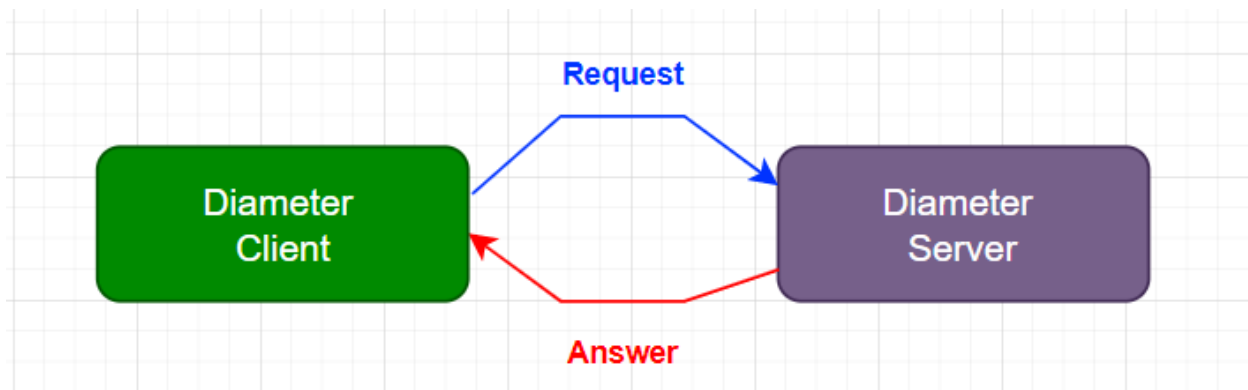 Request
Diameter
Client
Diameter
Server
Answer